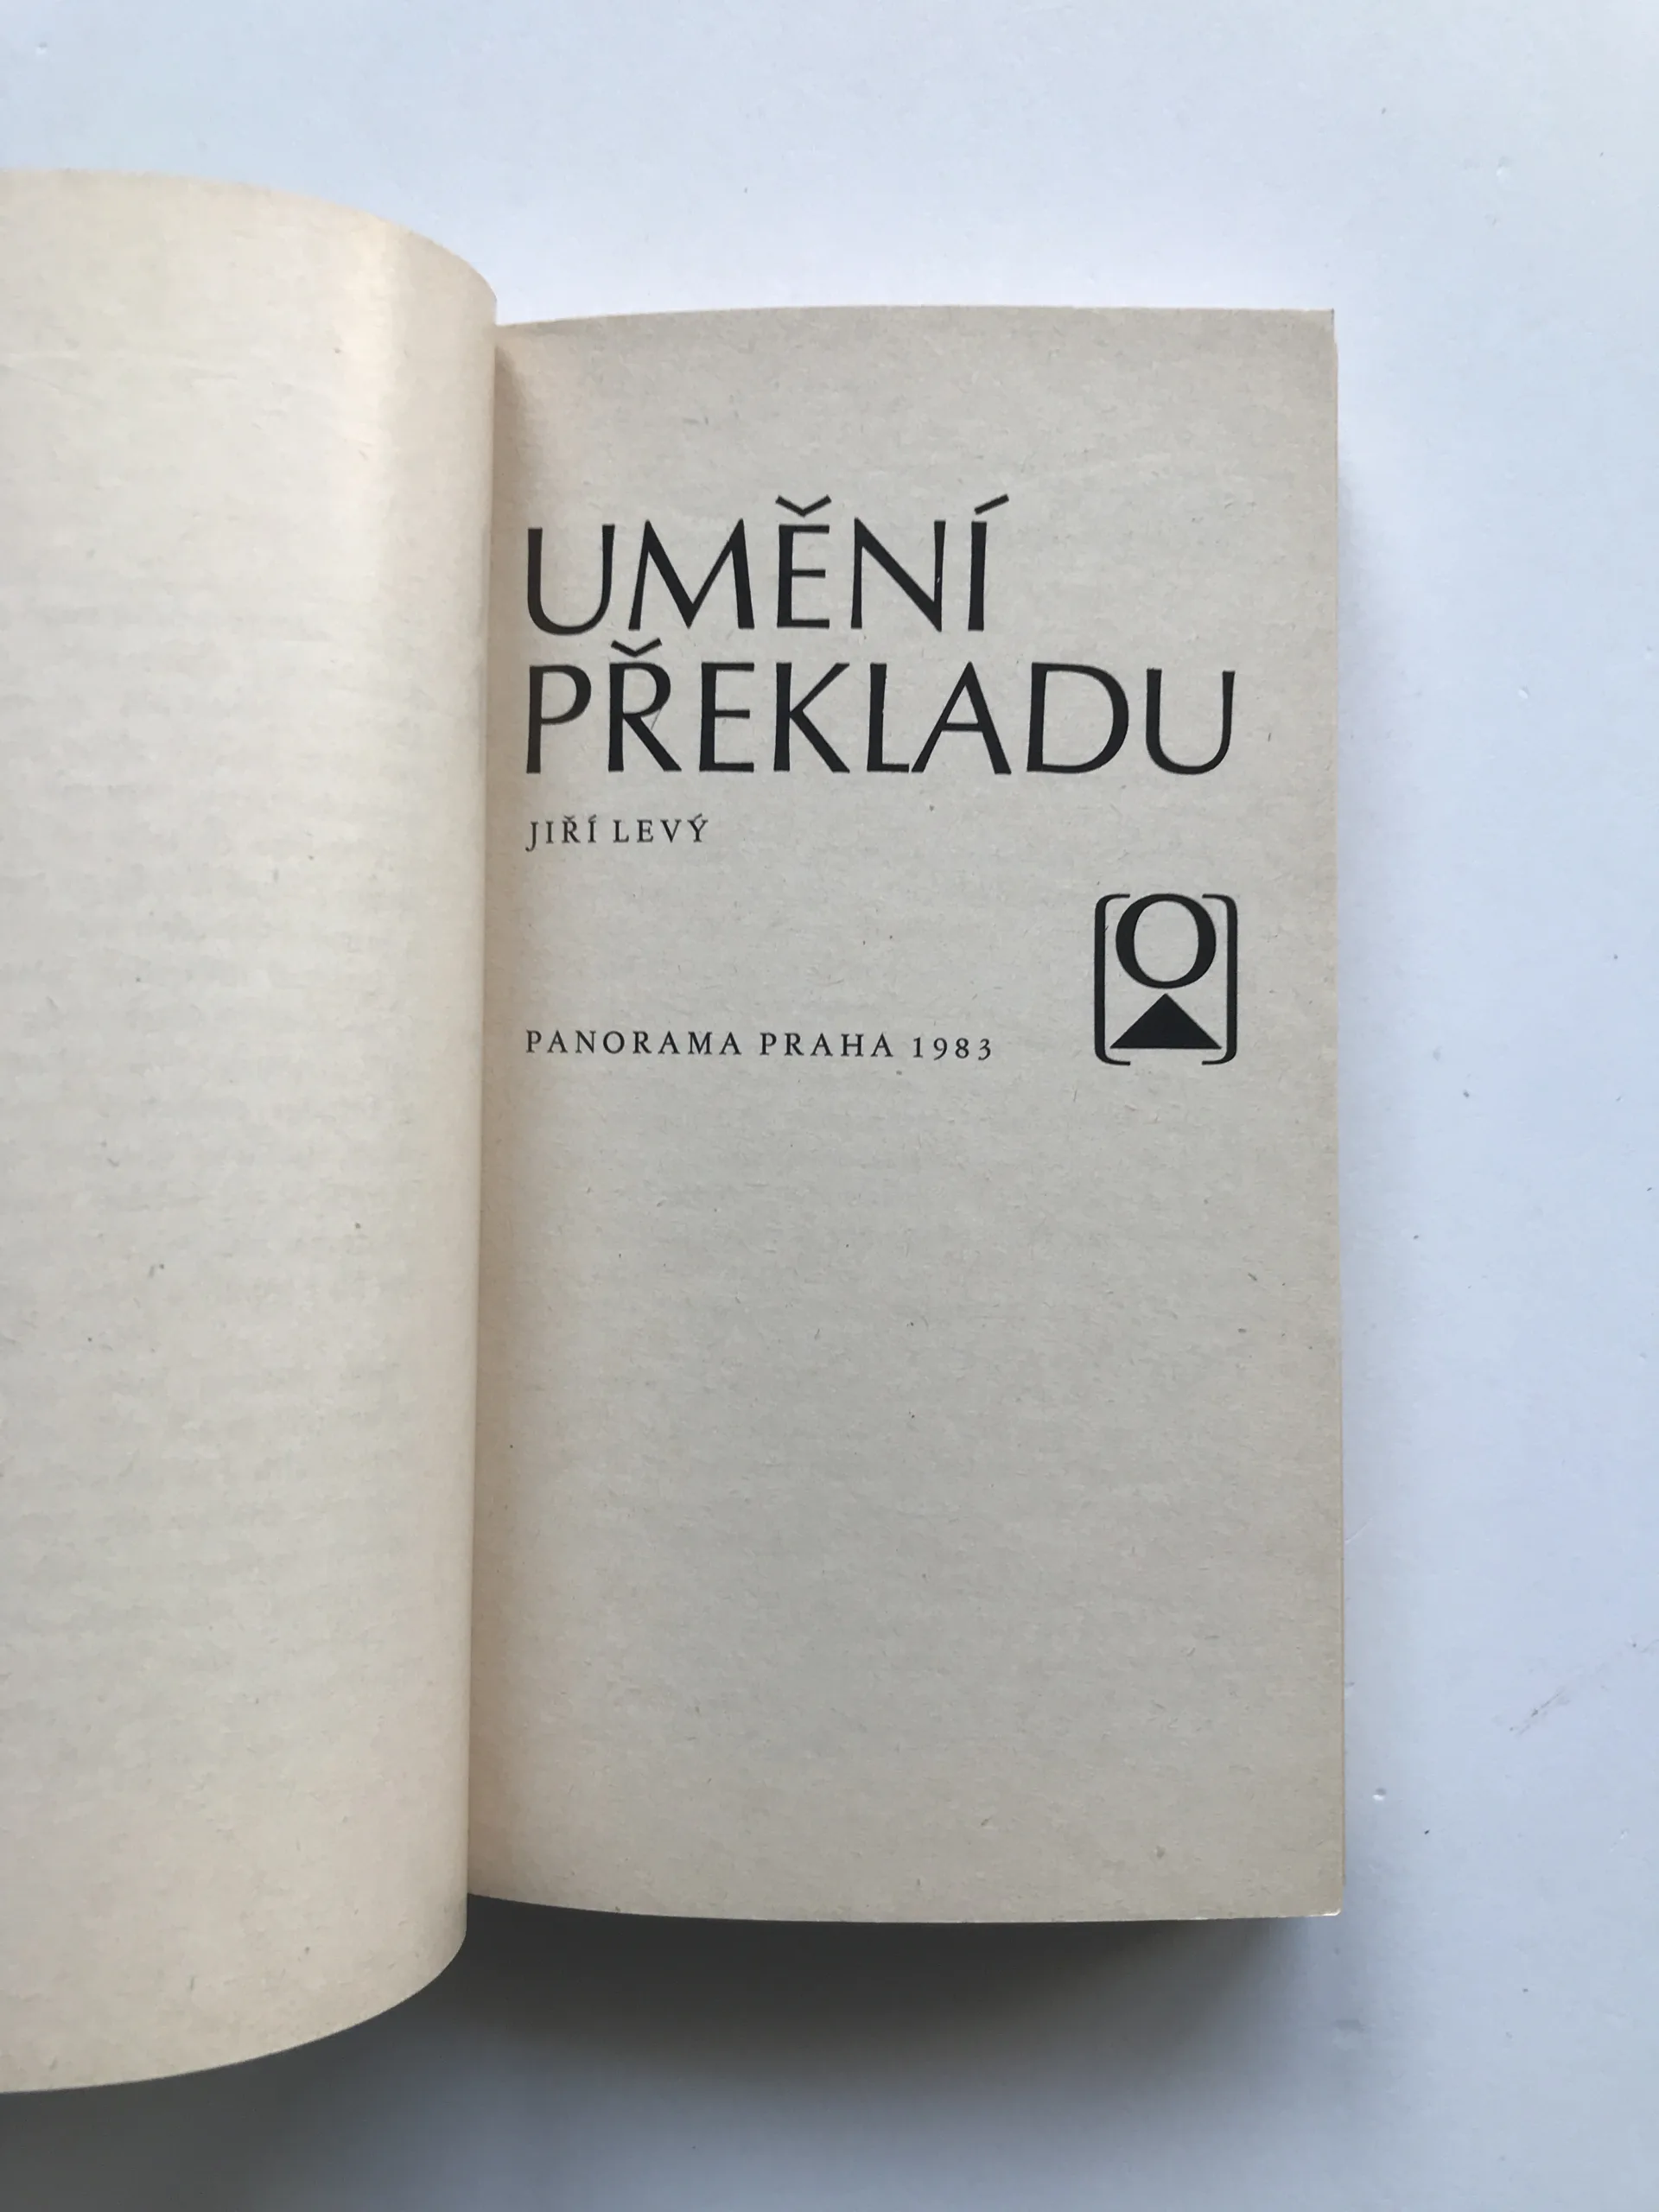 UMĚNÍ
PŘEKLADU
JIŘÍ LEVÝ
O
PANORAMA PRAHA 1983